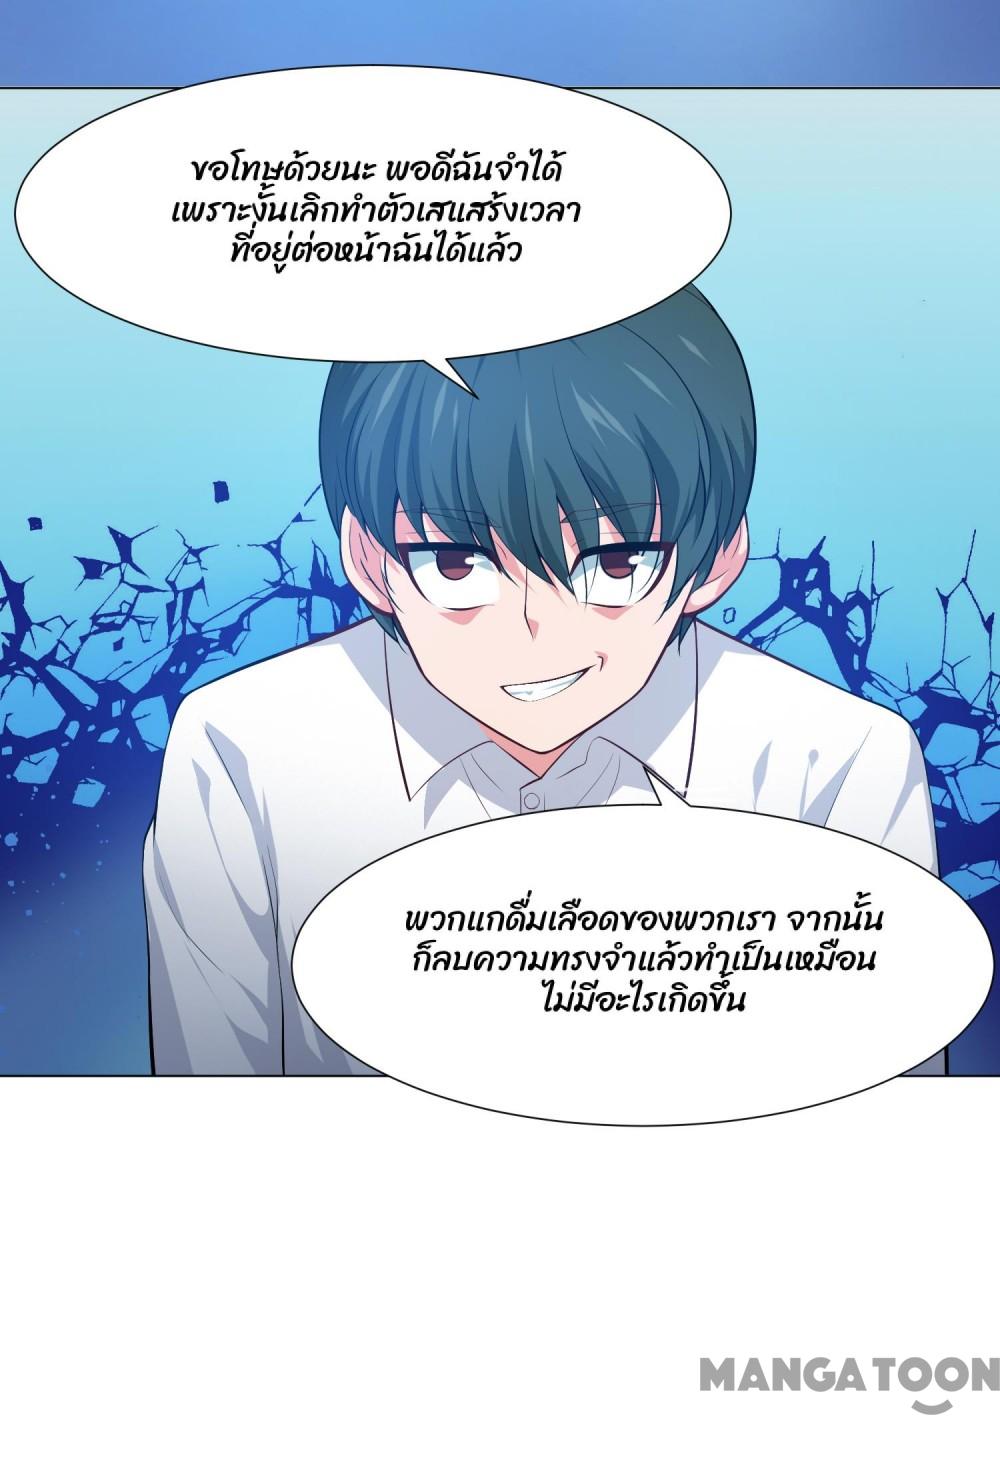 ขอโทษด้วยนะ พอดีฉันจำได้
เพราะงั้นเลิกทำตัวเสแสร้งเวลา
ที่อยู่ต่อหน้าฉันได้แล้ว
พวกแกดื่มเลือดของพวกเรา จากนั้น
ก็ลบความทรงจำแล้วทำเป็นเหมือน
ไม่มีอะไรเกิดขึ้น
MANGATOON